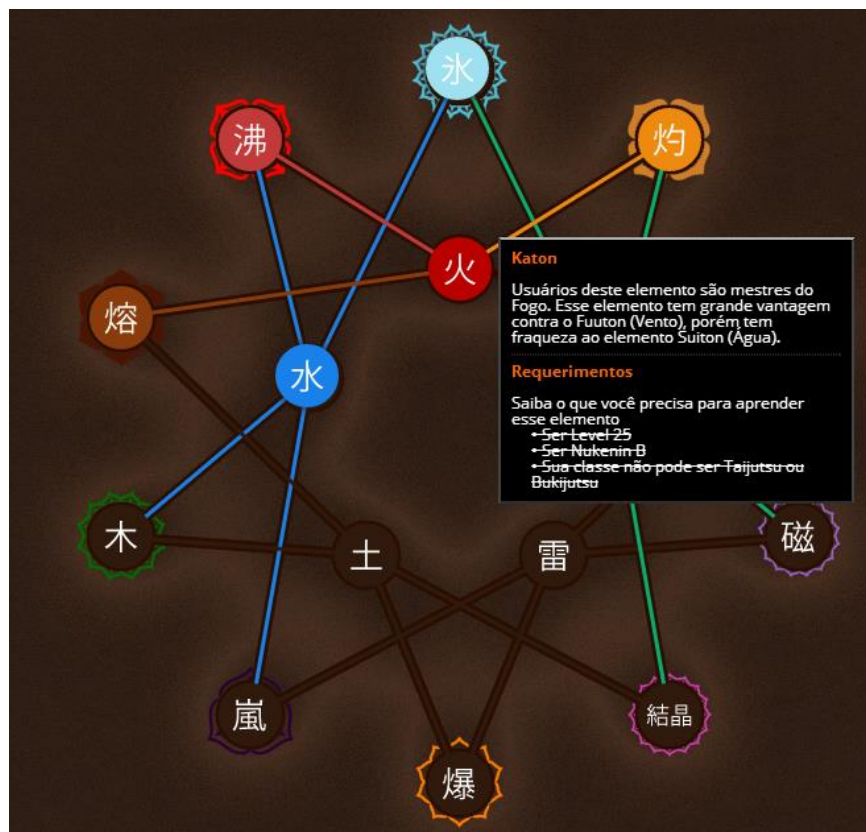 氷
沸
灼
火
熔
水
Katon
Usuários deste elemento são mestres do
Fogo. Esse elemento tem grande vantagem
contra o Fuuton (Vento), porém tem
fraqueza ao elemento Suiton (Água).
Requerimentos
Saiba o que você precisa para aprender
esse elemento
• Ser Level 25
• Ser Nukenin B
• Sua classe não pode ser Taijutsu ou
Bukijutsu
木
土
雷
磁
嵐
結晶
爆